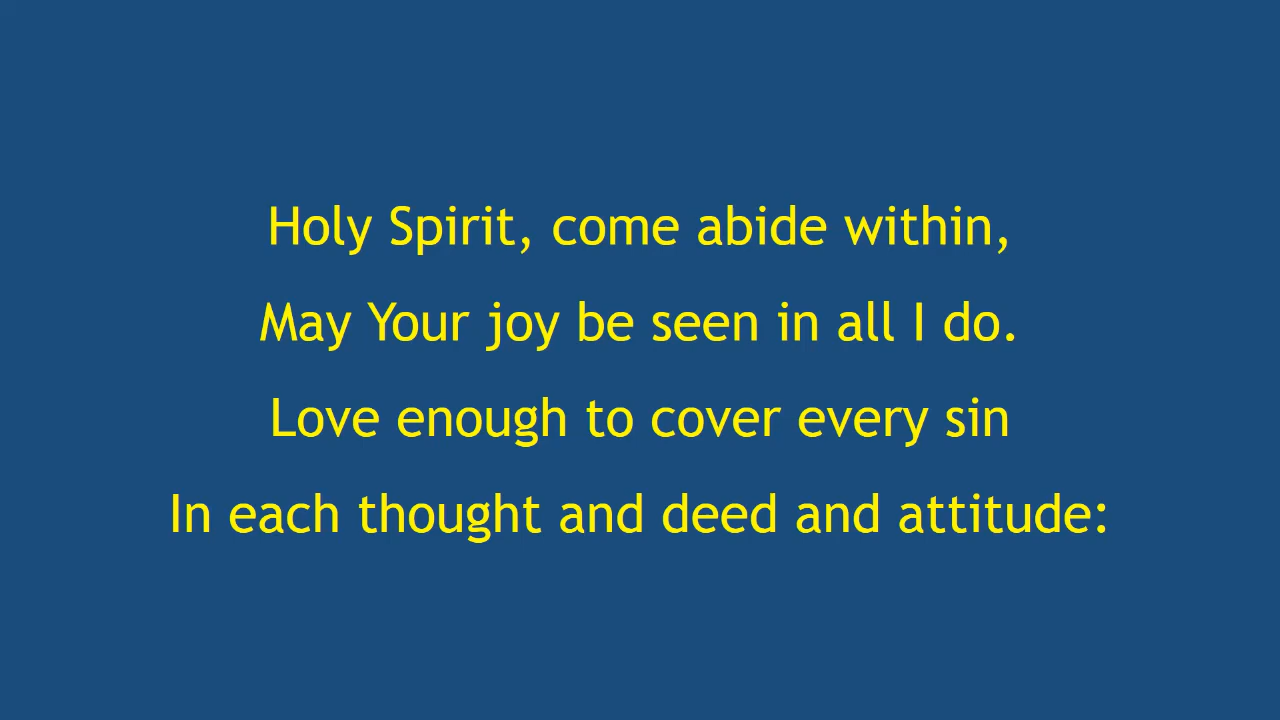 Holy Spirit, come abide within,
May Your joy be seen in all I do.
Love enough to cover every sin
In each thought and deed and attitude: